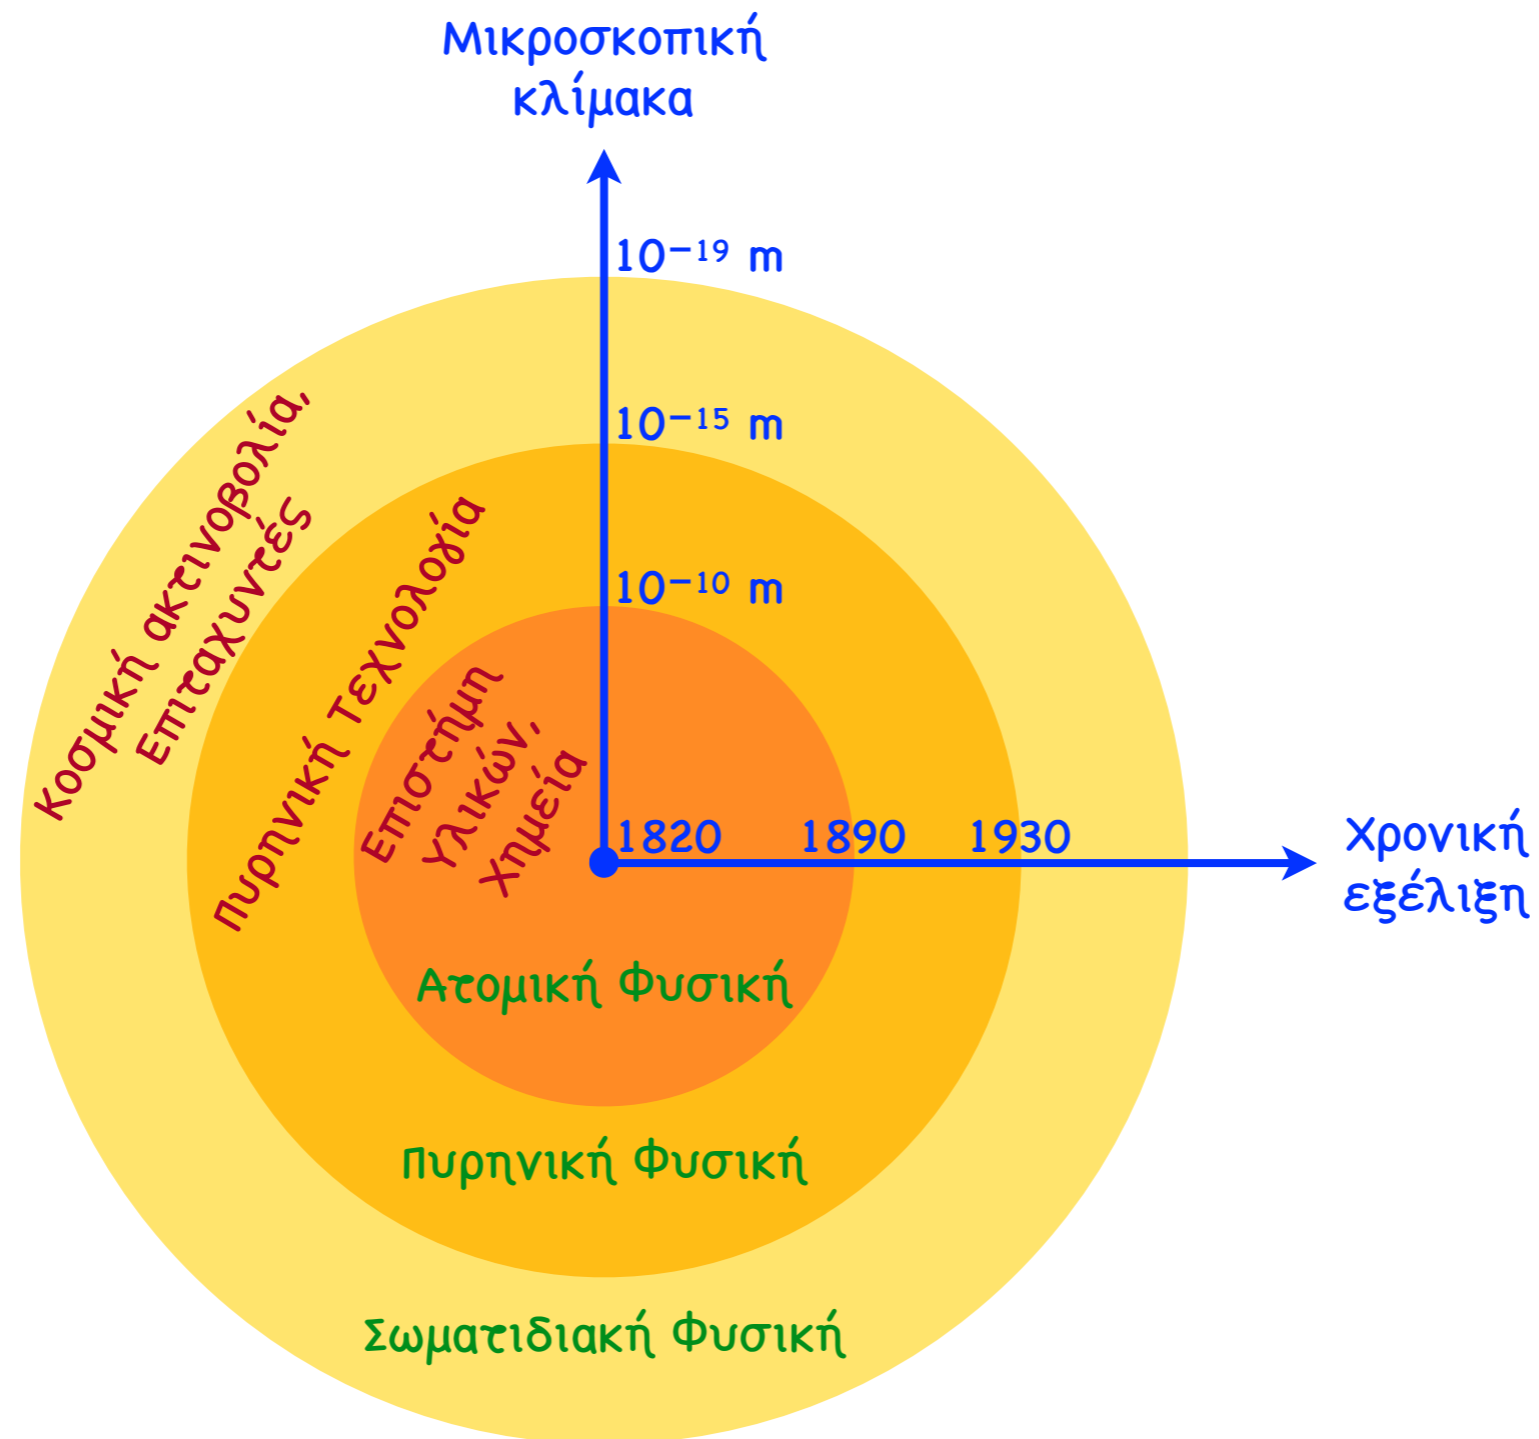 Μικροσκοπική
κλίμακα
10⁻¹⁹ m
10⁻¹⁵ m
10⁻¹⁰ m
Κοσμική ακτινοβολία,
Επιταχυντές
Πυρηνική Τεχνολογία
Επιστήμη
Υλικών,
Χημεία
1820 1890 1930
Χρονική
εξέλιξη
Ατομική Φυσική
Πυρηνική Φυσική
Σωματιδιακή Φυσική